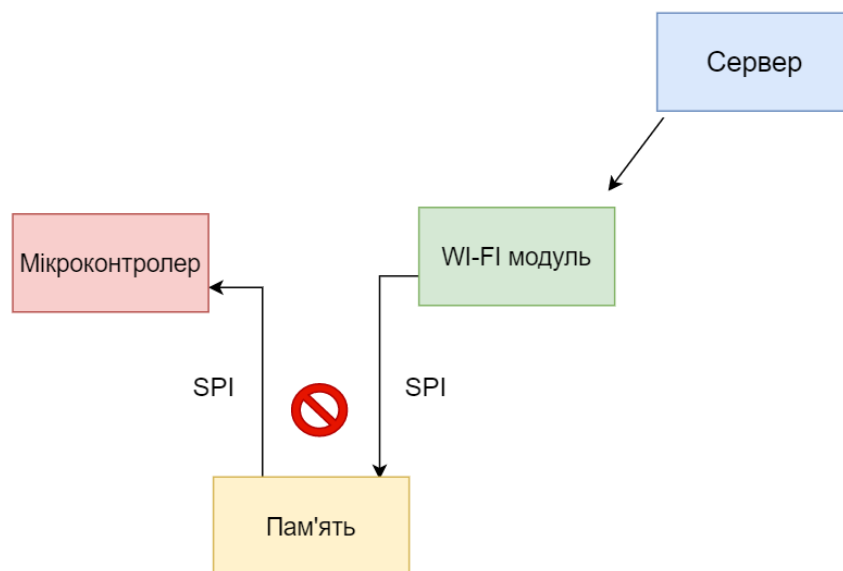 Сервер
Мікроконтролер
WI-FI модуль
SPI
SPI
Пам'ять